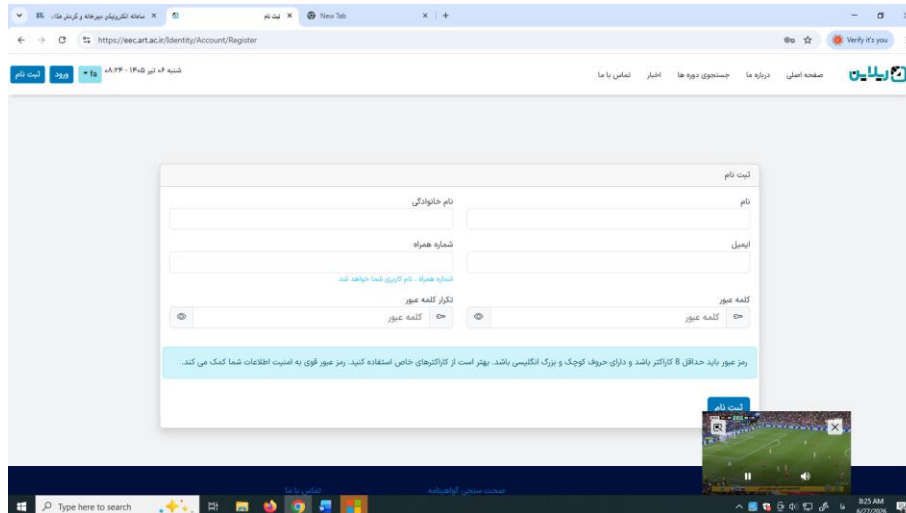 سامانه الکترونیکی دبیرخانه و گردش مکا...
ثبت نام
New Tab
https://eec.art.ac.ir/Identity/Account/Register
Verify it's you
ریلاین
صفحه اصلی
درباره ما
جستجوی دوره ها
اخبار
تماس با ما
شنبه ۰۶ تیر ۱۴۰۵ - ۰۸:۲۴
fa
ورود
ثبت نام
ثبت نام
نام
نام خانوادگی
ایمیل
شماره همراه
شماره همراه ، نام کاربری شما خواهد شد
کلمه عبور
تکرار کلمه عبور
کلمه عبور
کلمه عبور
رمز عبور باید حداقل 8 کاراکتر باشد و دارای حروف کوچک و بزرگ انگلیسی باشد. بهتر است از کاراکترهای خاص استفاده کنید. رمز عبور قوی به امنیت اطلاعات شما کمک می کند.
ثبت نام
صحت سنجی گواهینامه
تماس با ما
Type here to search
فا
8:25 AM
6/27/2026